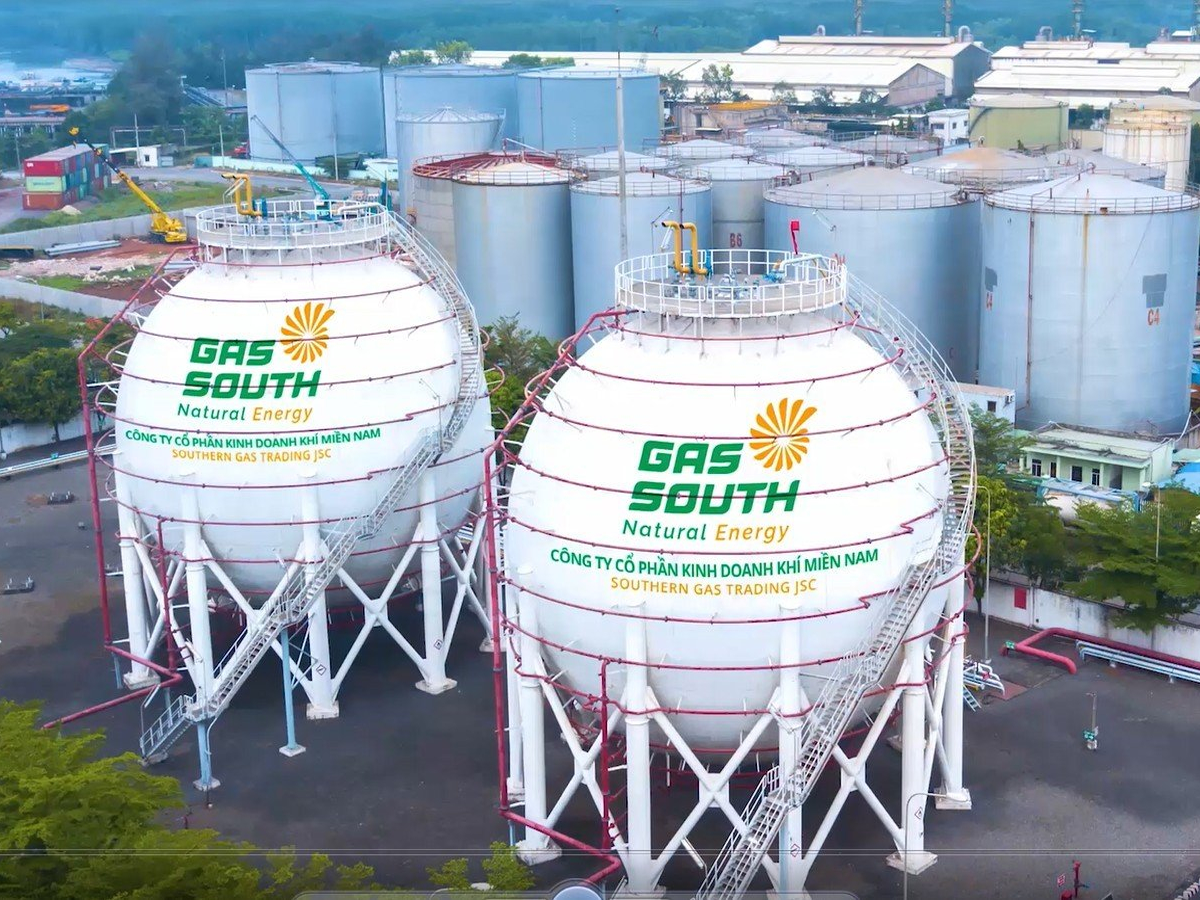 GAS
SOUTH
Natural Energy
CÔNG TY CỔ PHẦN KINH DOANH KHÍ MIỀN NAM
SOUTHERN GAS TRADING JSC
GAS
SOUTH
Natural Energy
CÔNG TY CỔ PHẦN KINH DOANH KHÍ MIỀN NAM
SOUTHERN GAS TRADING JSC
B6
C4
C4